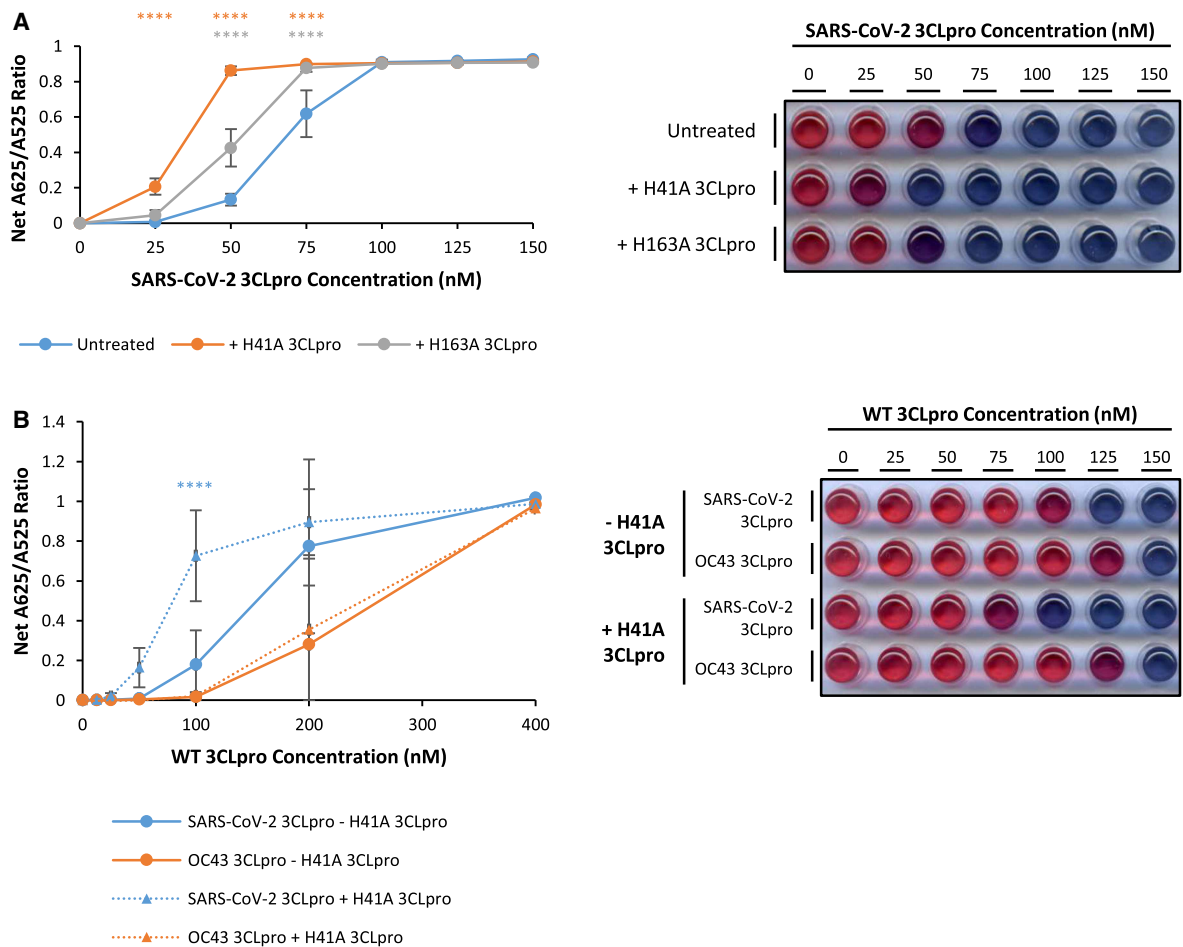 A
**** **** ****
**** ****
1
0.8
0.6
0.4
0.2
0
Net A625/A525 Ratio
0 25 50 75 100 125 150
SARS-CoV-2 3CLpro Concentration (nM)
Untreated + H41A 3CLpro + H163A 3CLpro
SARS-CoV-2 3CLpro Concentration (nM)
0 25 50 75 100 125 150
Untreated
+ H41A 3CLpro
+ H163A 3CLpro
B
1.4
1.2
1
0.8
0.6
0.4
0.2
0
Net A625/A525 Ratio
****
0 100 200 300 400
WT 3CLpro Concentration (nM)
SARS-CoV-2 3CLpro - H41A 3CLpro
OC43 3CLpro - H41A 3CLpro
SARS-CoV-2 3CLpro + H41A 3CLpro
OC43 3CLpro + H41A 3CLpro
WT 3CLpro Concentration (nM)
0 25 50 75 100 125 150
- H41A
3CLpro
SARS-CoV-2
3CLpro
OC43 3CLpro
+ H41A
3CLpro
SARS-CoV-2
3CLpro
OC43 3CLpro